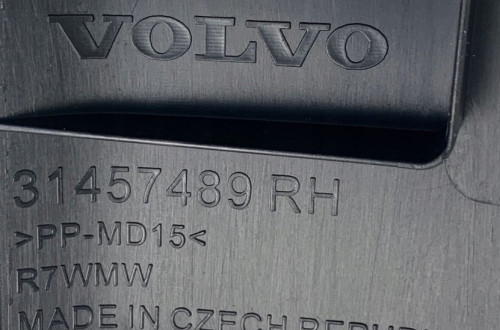 VOLVO
31457489 RH
>PP-MD15<
R7WMW
MADE IN CZECH